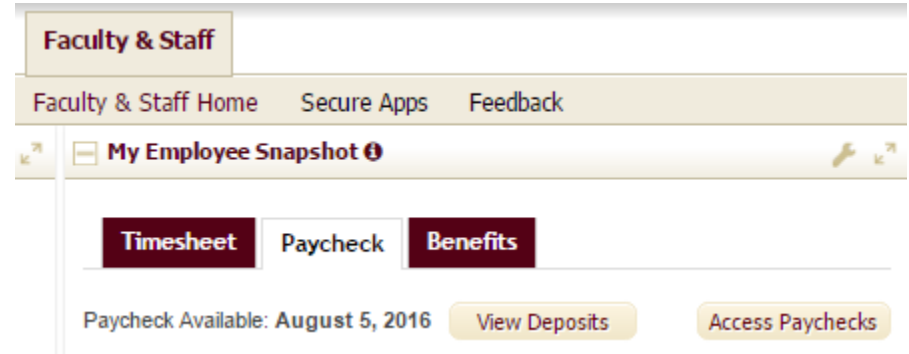 Faculty & Staff
Faculty & Staff Home Secure Apps Feedback
My Employee Snapshot
Timesheet Paycheck Benefits
Paycheck Available: August 5, 2016 View Deposits Access Paychecks